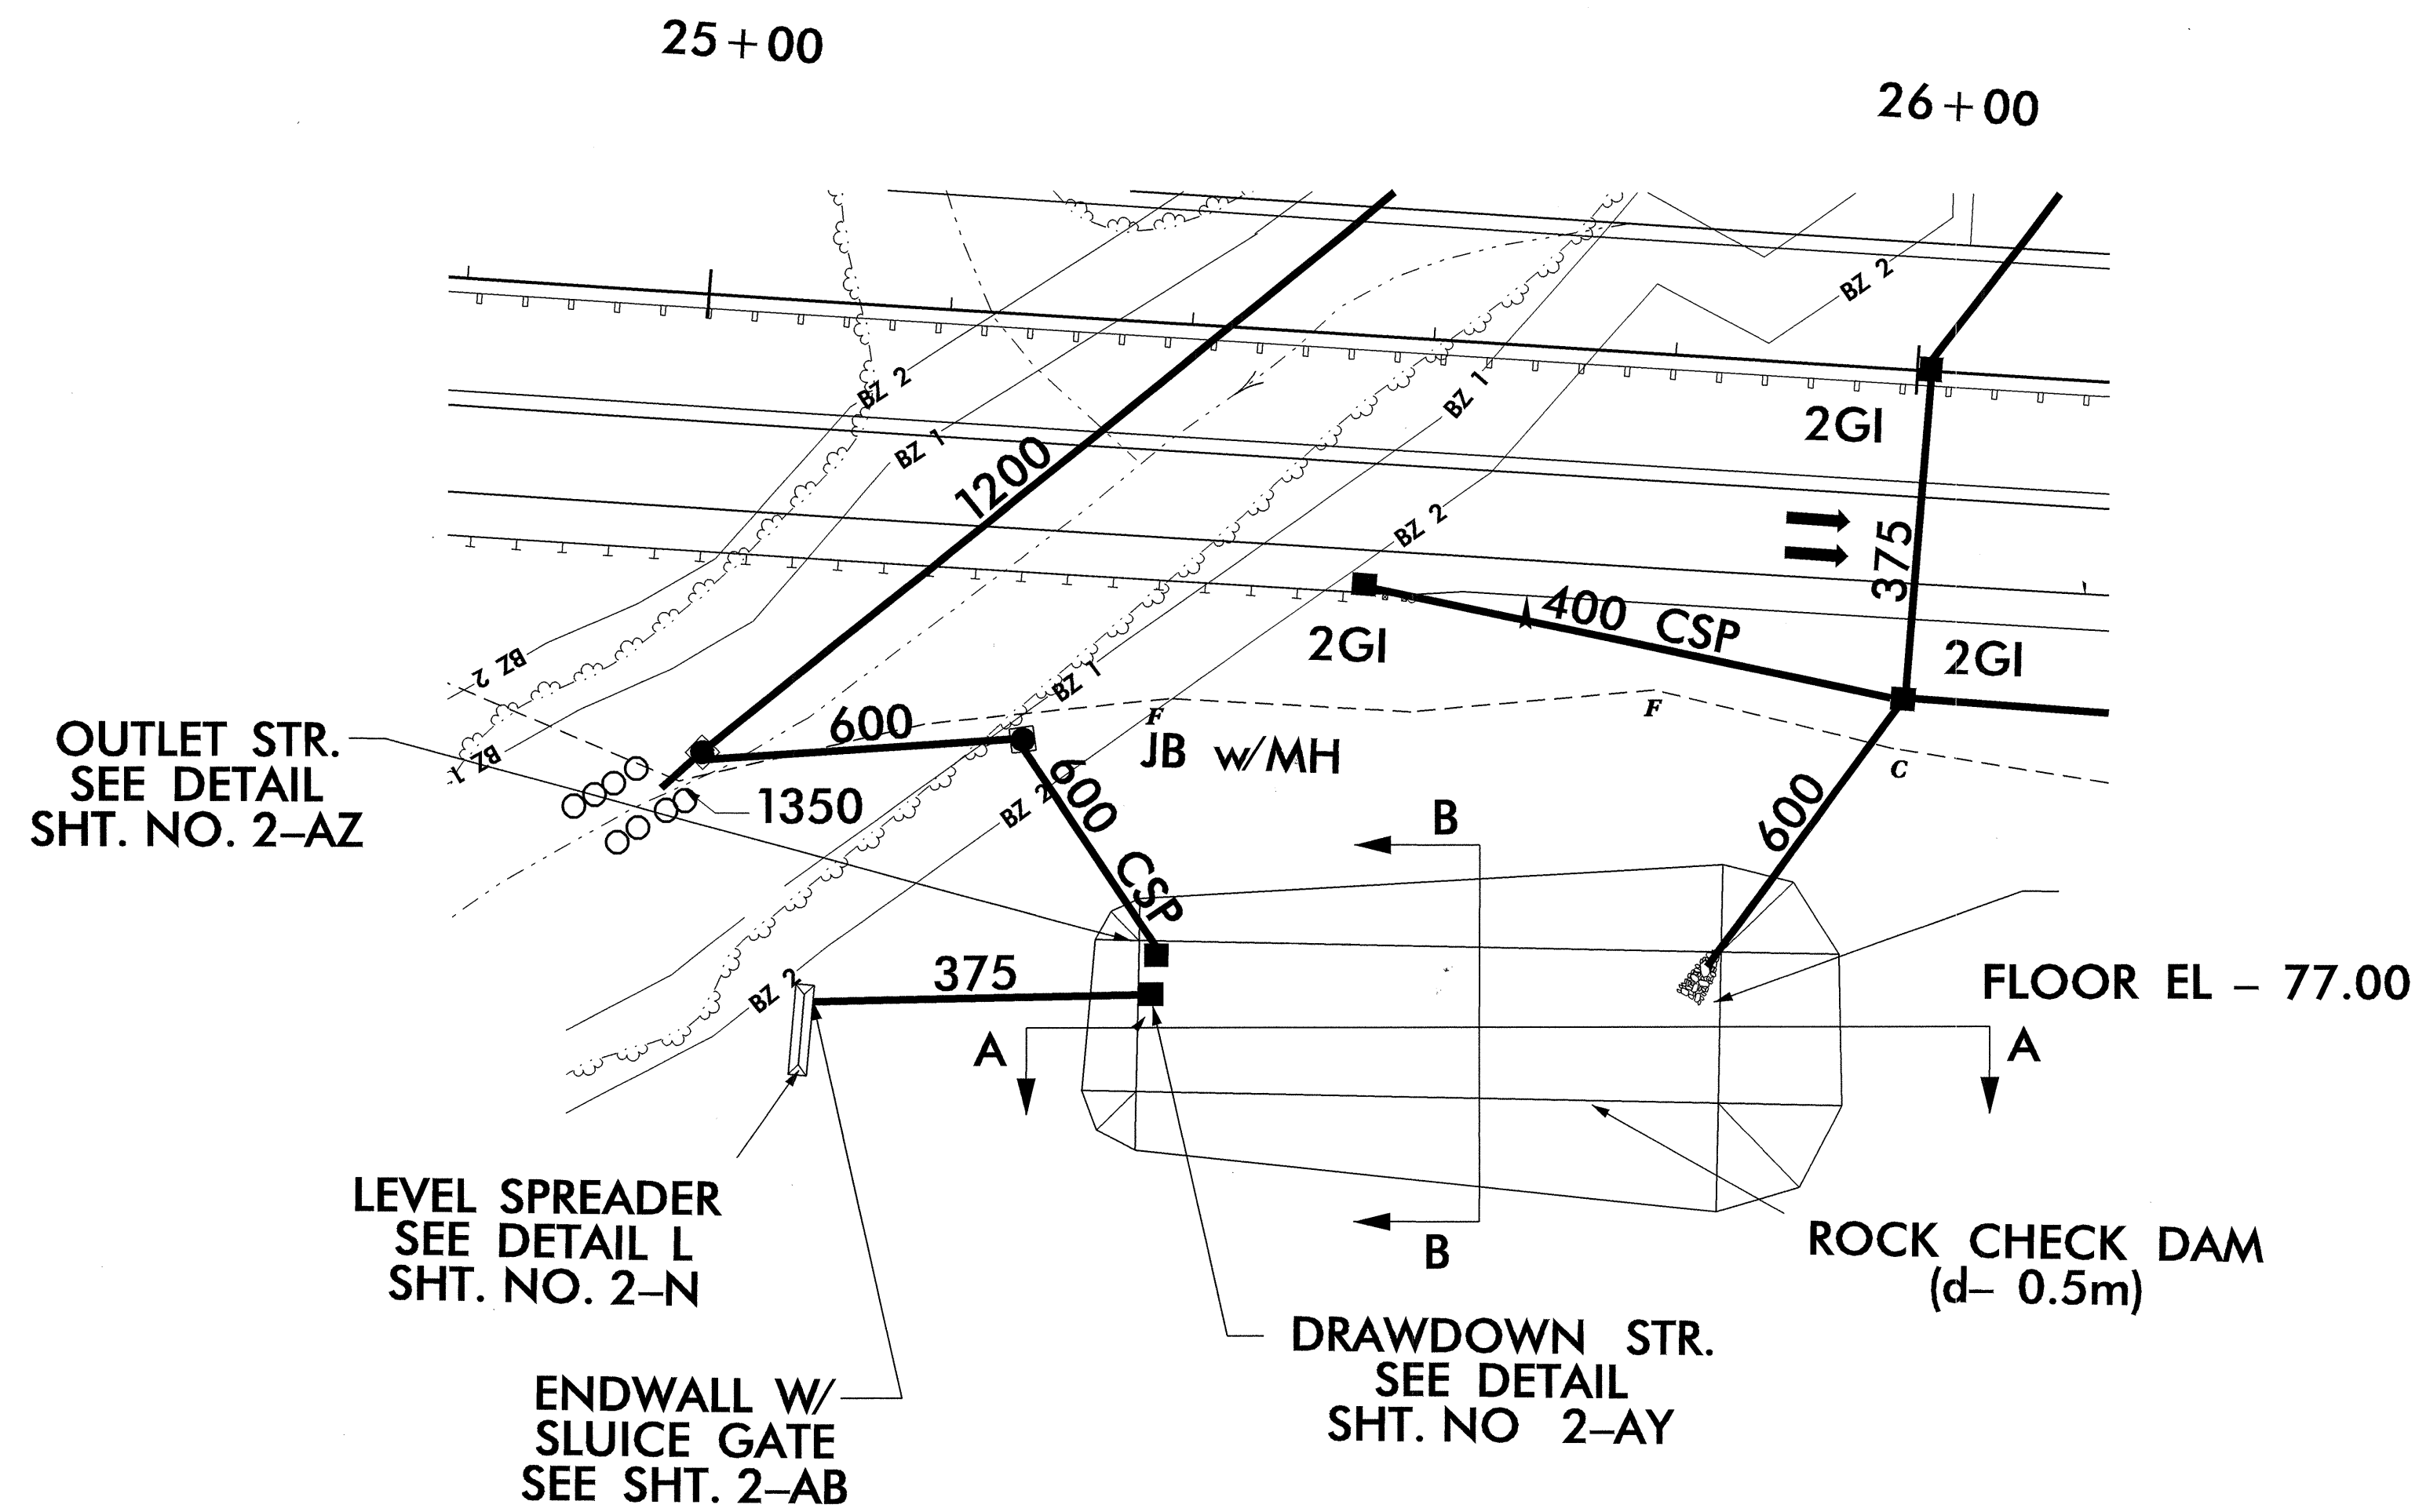 25+00
26+00
BZ 2
BZ 2
BZ 1
BZ 1
2GI
1200
BZ 2
375
400 CSP
2GI
2GI
BZ 2
BZ 1
F
F
600
JB w/MH
BZ 1
C
OUTLET STR.
SEE DETAIL
SHT. NO. 2–AZ
1350
600 CSP
BZ 2
600
B
375
BZ 2
FLOOR EL – 77.00
A
A
LEVEL SPREADER
SEE DETAIL L
SHT. NO. 2–N
B
ROCK CHECK DAM
(d– 0.5m)
DRAWDOWN STR.
SEE DETAIL
SHT. NO 2–AY
ENDWALL W/
SLUICE GATE
SEE SHT. 2–AB